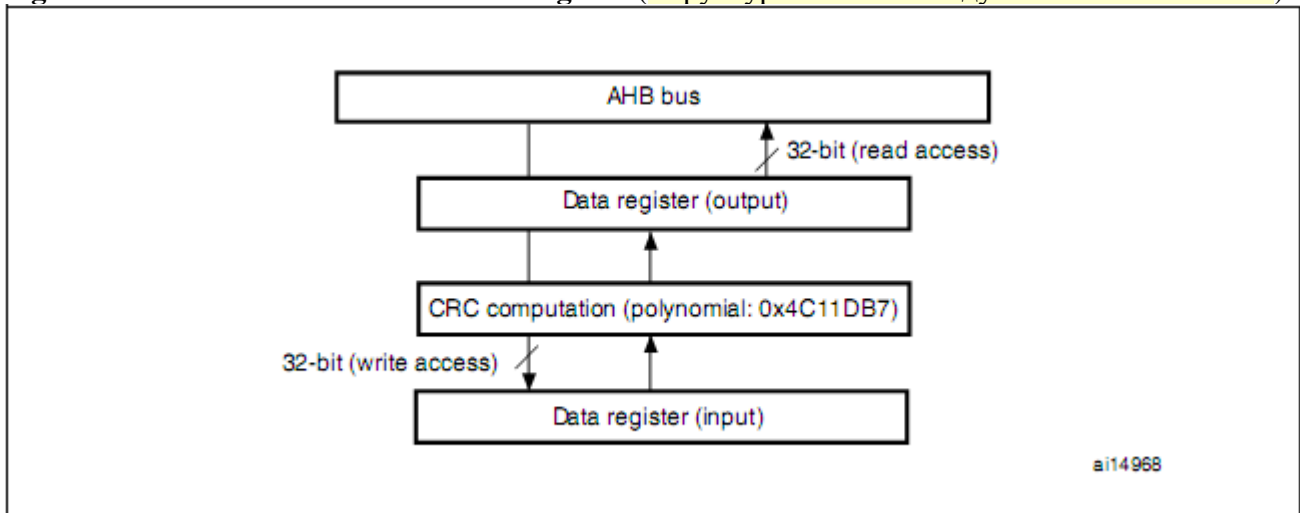 AHB bus
32-bit (read access)
Data register (output)
CRC computation (polynomial: 0x4C11DB7)
32-bit (write access)
Data register (input)
ai14968